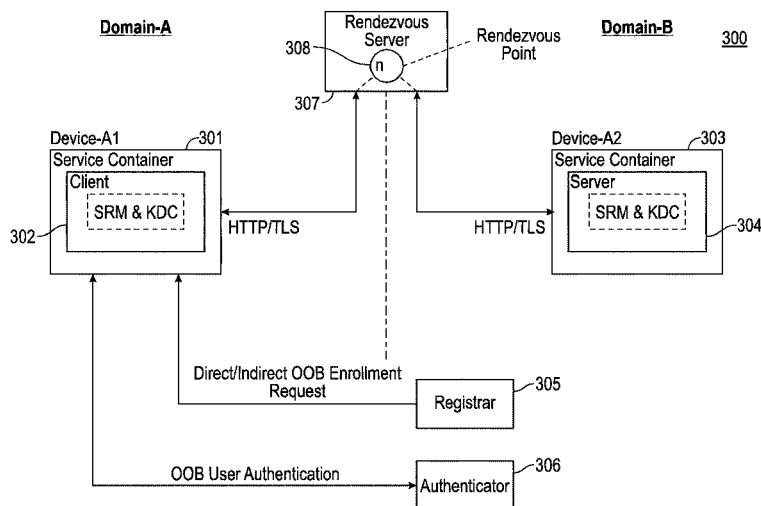 Domain-A
Rendezvous
Server
308
n
Rendezvous
Point
Domain-B
300
307
Device-A1
301
Service Container
Client
SRM & KDC
302
HTTP/TLS
Device-A2
303
Service Container
Server
SRM & KDC
304
HTTP/TLS
Direct/Indirect OOB Enrollment
Request
Registrar
305
OOB User Authentication
Authenticator
306